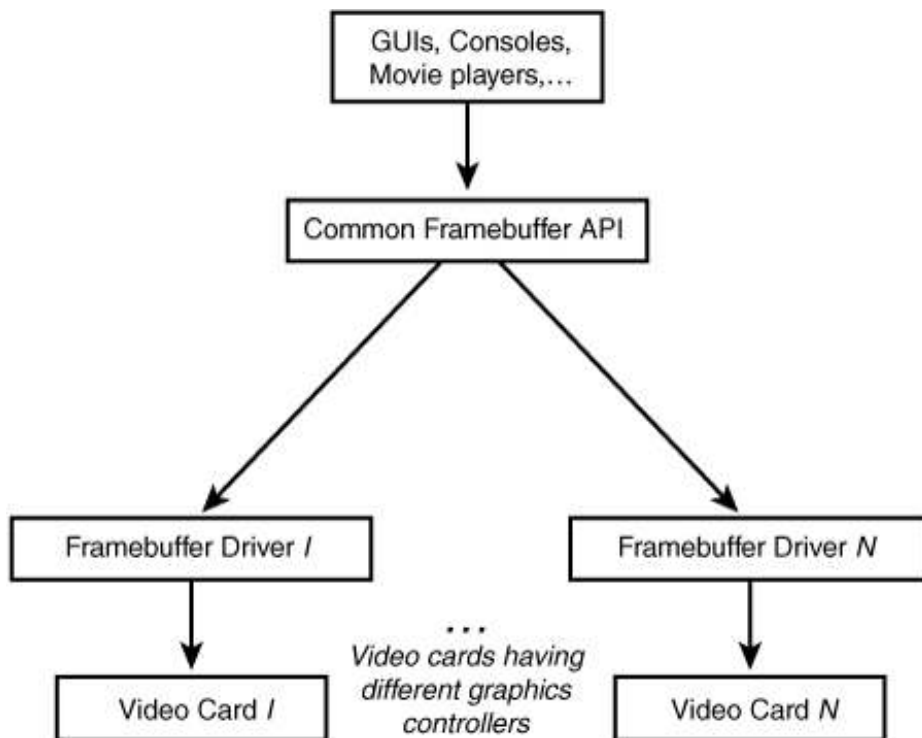 GUIs, Consoles,
Movie players,...
Common Framebuffer API
Framebuffer Driver I
Framebuffer Driver N
...
Video cards having
different graphics
controllers
Video Card I
Video Card N